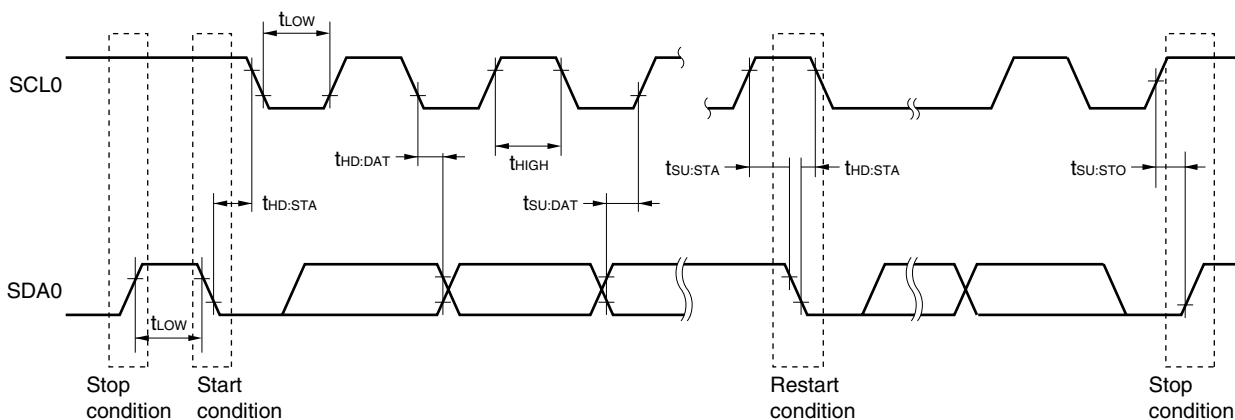 tLOW
SCL0
tHD:DAT
tHIGH
tSU:STA
tHD:STA
tSU:STO
tHD:STA
tSU:DAT
SDA0
tLOW
Stop
condition
Start
condition
Restart
condition
Stop
condition